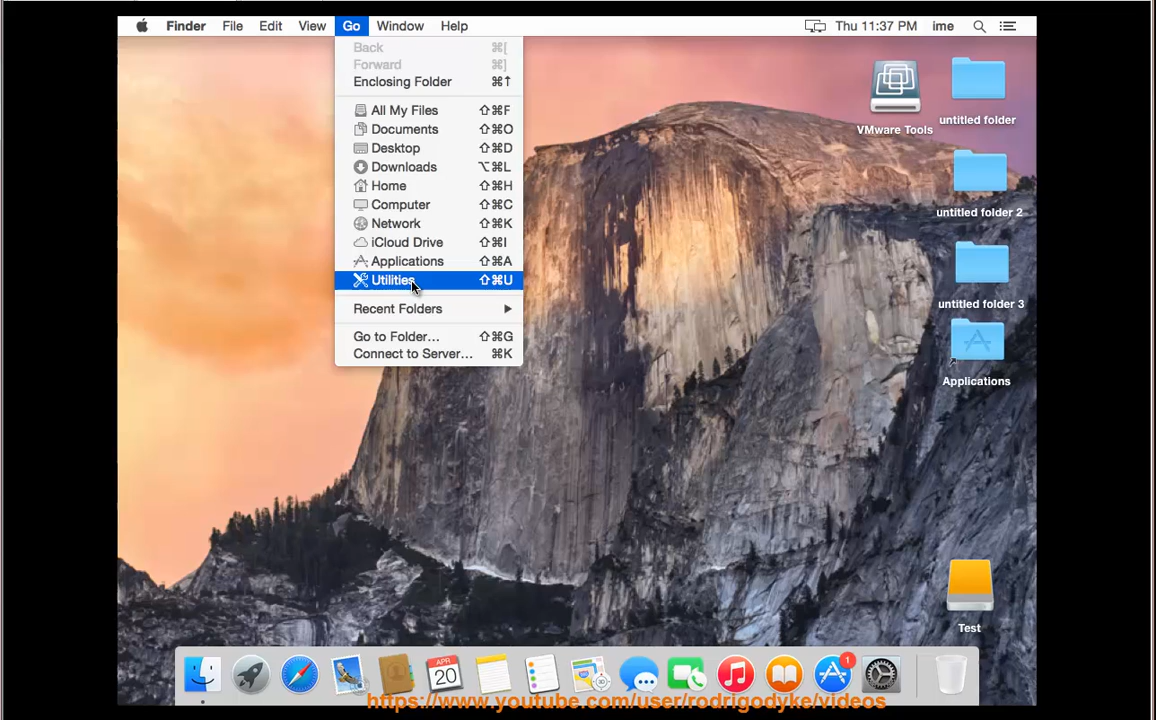 Finder File Edit View Go Window Help Thu 11:37 PM ime
Back ⌘[
Forward ⌘]
Enclosing Folder ⌘↑
All My Files ⇧⌘F
Documents ⇧⌘O
Desktop ⇧⌘D
Downloads ⌥⌘L
Home ⇧⌘H
Computer ⇧⌘C
Network ⇧⌘K
iCloud Drive ⇧⌘I
Applications ⇧⌘A
Utilities ⇧⌘U
Recent Folders ▶
Go to Folder... ⇧⌘G
Connect to Server... ⌘K
VMware Tools
untitled folder
untitled folder 2
untitled folder 3
Applications
Test
APR
20
1
https://www.youtube.com/user/rodrigodyke/videos